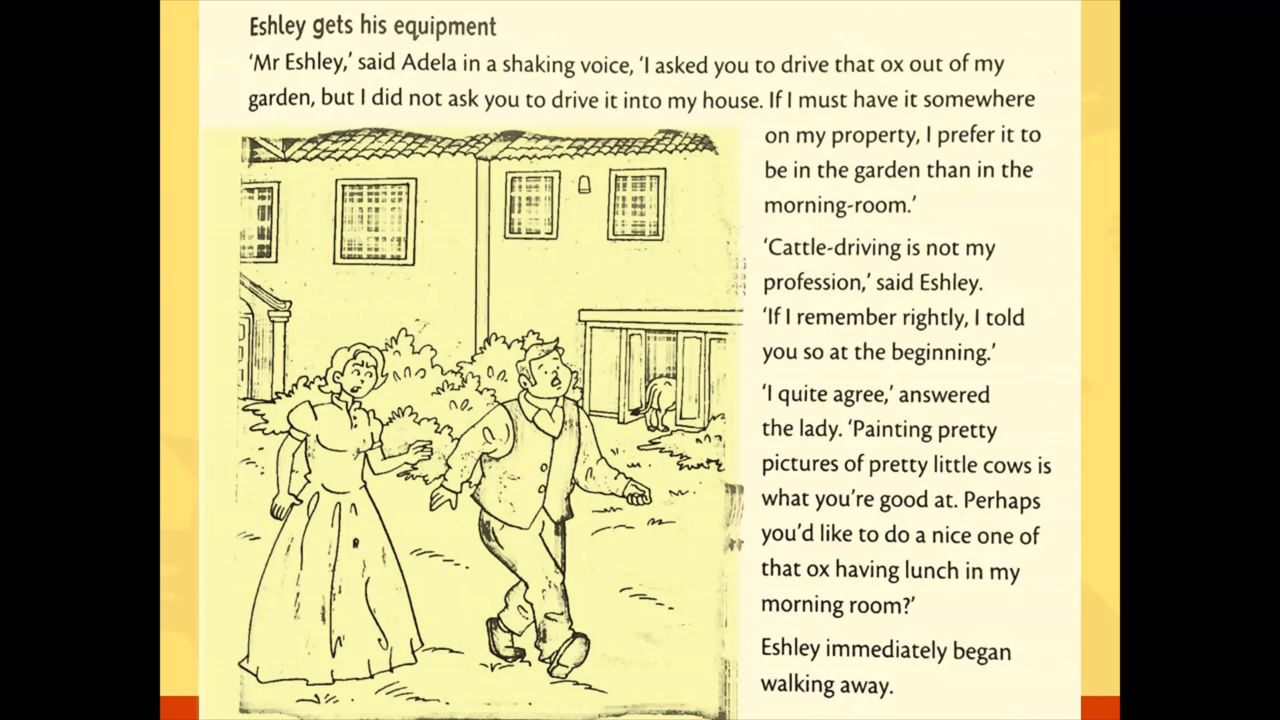 Eshley gets his equipment
‘Mr Eshley,’ said Adela in a shaking voice, ‘I asked you to drive that ox out of my
garden, but I did not ask you to drive it into my house. If I must have it somewhere
on my property, I prefer it to
be in the garden than in the
morning-room.’
‘Cattle-driving is not my
profession,’ said Eshley.
‘If I remember rightly, I told
you so at the beginning.’
‘I quite agree,’ answered
the lady. ‘Painting pretty
pictures of pretty little cows is
what you’re good at. Perhaps
you’d like to do a nice one of
that ox having lunch in my
morning room?’
Eshley immediately began
walking away.